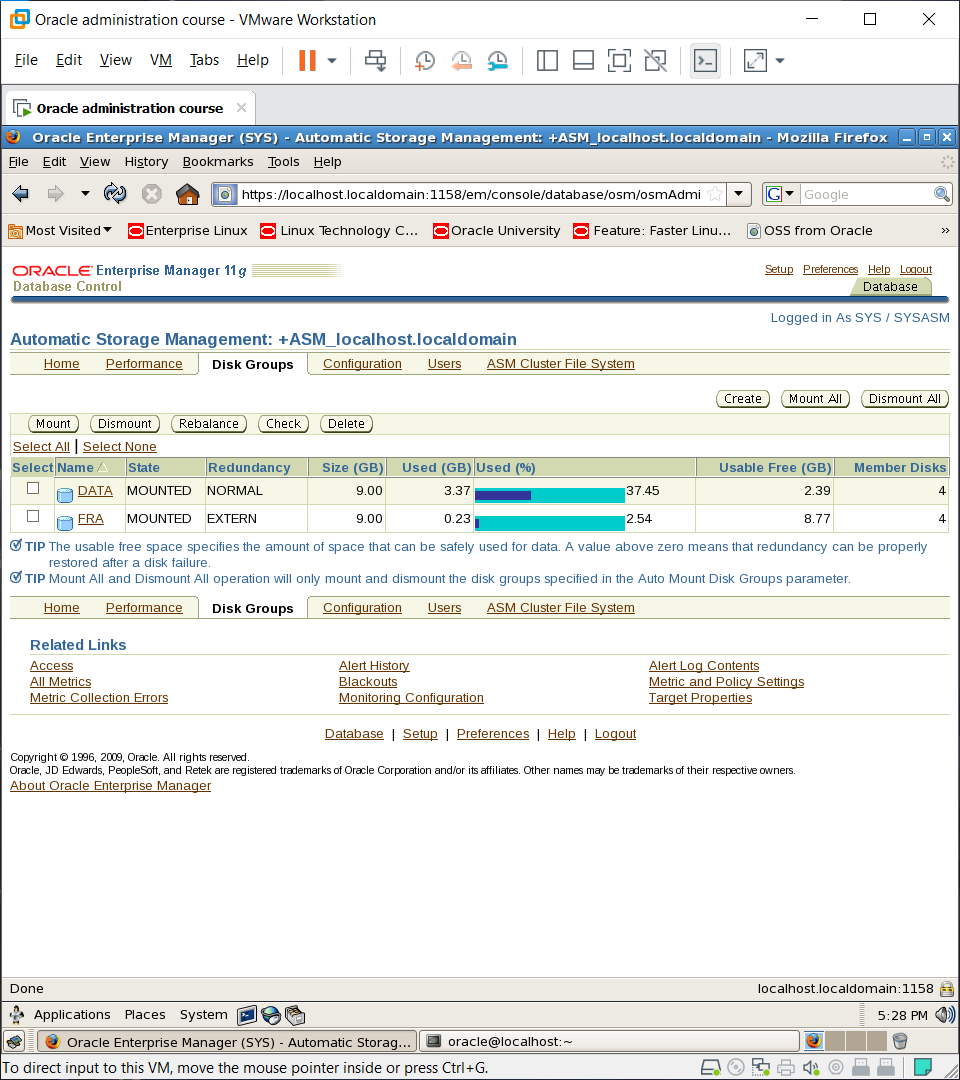 Oracle administration course - VMware Workstation
File Edit View VM Tabs Help
Oracle administration course
Oracle Enterprise Manager (SYS) - Automatic Storage Management: +ASM_localhost.localdomain - Mozilla Firefox
File Edit View History Bookmarks Tools Help
https://localhost.localdomain:1158/em/console/database/osm/osmAdmi G Google
Most Visited Enterprise Linux Linux Technology C... Oracle University Feature: Faster Linu... OSS from Oracle »
ORACLE Enterprise Manager 11g
Database Control
Setup Preferences Help Logout
Database
Logged in As SYS / SYSASM
Automatic Storage Management: +ASM_localhost.localdomain
Home Performance Disk Groups Configuration Users ASM Cluster File System
Create Mount All Dismount All
Mount Dismount Rebalance Check Delete
Select All | Select None
Select Name State Redundancy Size (GB) Used (GB) Used (%) Usable Free (GB) Member Disks
DATA MOUNTED NORMAL 9.00 3.37 37.45 2.39 4
FRA MOUNTED EXTERN 9.00 0.23 2.54 8.77 4
TIP The usable free space specifies the amount of space that can be safely used for data. A value above zero means that redundancy can be properly
restored after a disk failure.
TIP Mount All and Dismount All operation will only mount and dismount the disk groups specified in the Auto Mount Disk Groups parameter.
Home Performance Disk Groups Configuration Users ASM Cluster File System
Related Links
Access Alert History Alert Log Contents
All Metrics Blackouts Metric and Policy Settings
Metric Collection Errors Monitoring Configuration Target Properties
Database | Setup | Preferences | Help | Logout
Copyright © 1996, 2009, Oracle. All rights reserved.
Oracle, JD Edwards, PeopleSoft, and Retek are registered trademarks of Oracle Corporation and/or its affiliates. Other names may be trademarks of their respective owners.
About Oracle Enterprise Manager
Done localhost.localdomain:1158
Applications Places System 5:28 PM
Oracle Enterprise Manager (SYS) - Automatic Storag... oracle@localhost:~
To direct input to this VM, move the mouse pointer inside or press Ctrl+G.